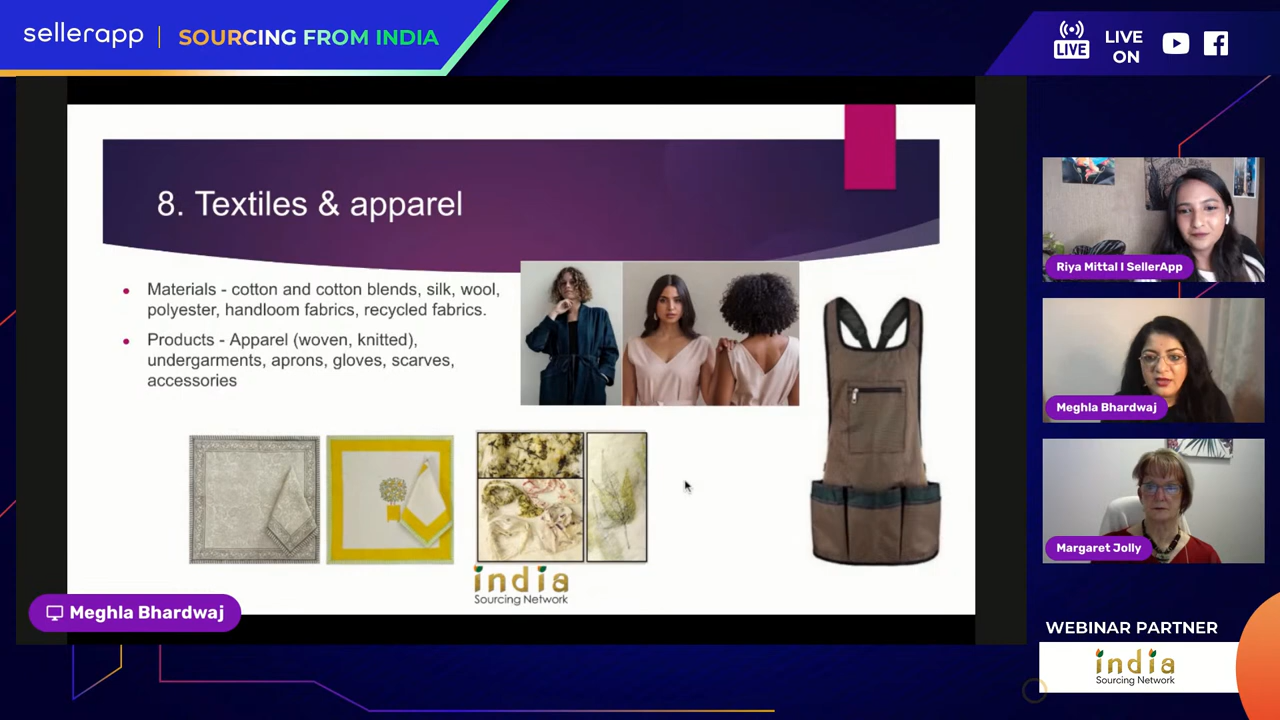 sellerapp
SOURCING FROM INDIA
LIVE
LIVE
ON
8. Textiles & apparel
• Materials - cotton and cotton blends, silk, wool,
polyester, handloom fabrics, recycled fabrics.
• Products - Apparel (woven, knitted),
undergarments, aprons, gloves, scarves,
accessories
india
Sourcing Network
Meghla Bhardwaj
Riya Mittal I SellerApp
Meghla Bhardwaj
Margaret Jolly
WEBINAR PARTNER
india
Sourcing Network